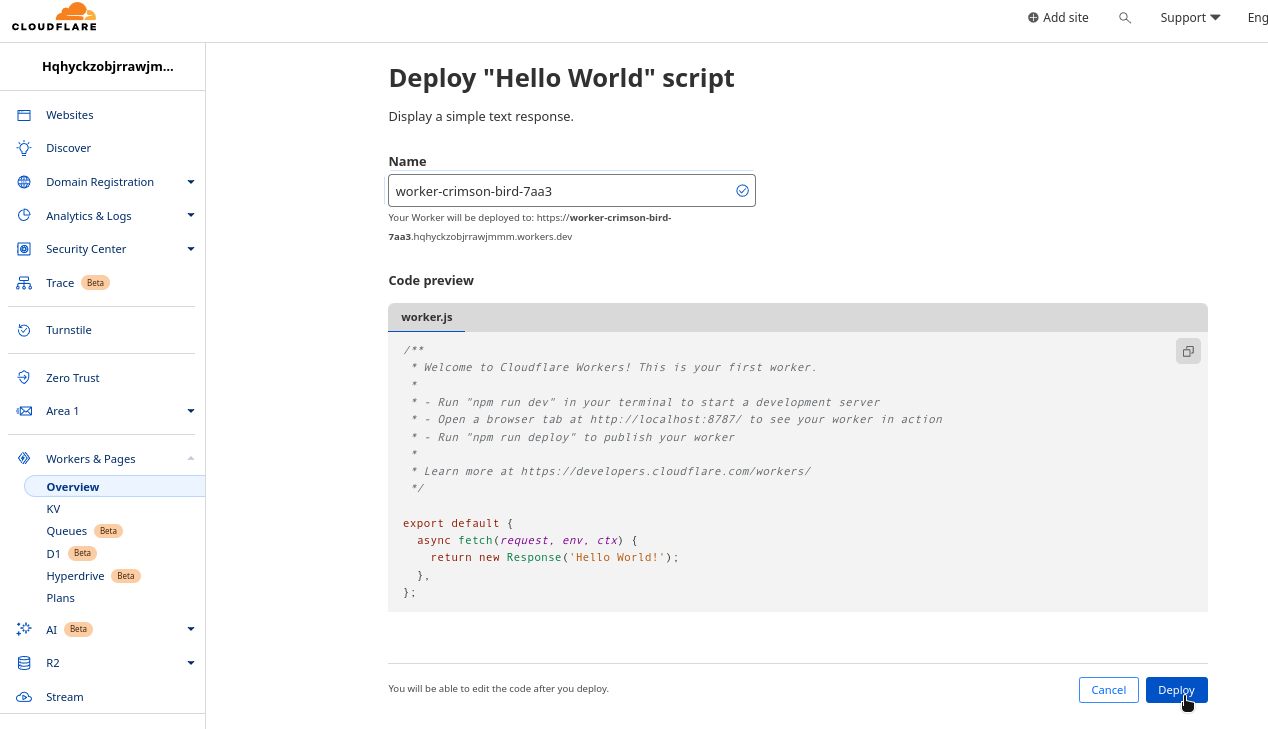 CLOUDFLARE
Add site
Support
Eng
Hqhyckzobjrrawjm...
Websites
Discover
Domain Registration
Analytics & Logs
Security Center
Trace Beta
Turnstile
Zero Trust
Area 1
Workers & Pages
Overview
KV
Queues Beta
D1 Beta
Hyperdrive Beta
Plans
AI Beta
R2
Stream
Deploy "Hello World" script
Display a simple text response.
Name
worker-crimson-bird-7aa3
Your Worker will be deployed to: https://worker-crimson-bird-
7aa3.hqhyckzobjrrawjmmm.workers.dev
Code preview
worker.js
/**
 * Welcome to Cloudflare Workers! This is your first worker.
 *
 * - Run "npm run dev" in your terminal to start a development server
 * - Open a browser tab at http://localhost:8787/ to see your worker in action
 * - Run "npm run deploy" to publish your worker
 *
 * Learn more at https://developers.cloudflare.com/workers/
 */
export default {
  async fetch(request, env, ctx) {
    return new Response('Hello World!');
  },
};
You will be able to edit the code after you deploy.
Cancel
Deploy